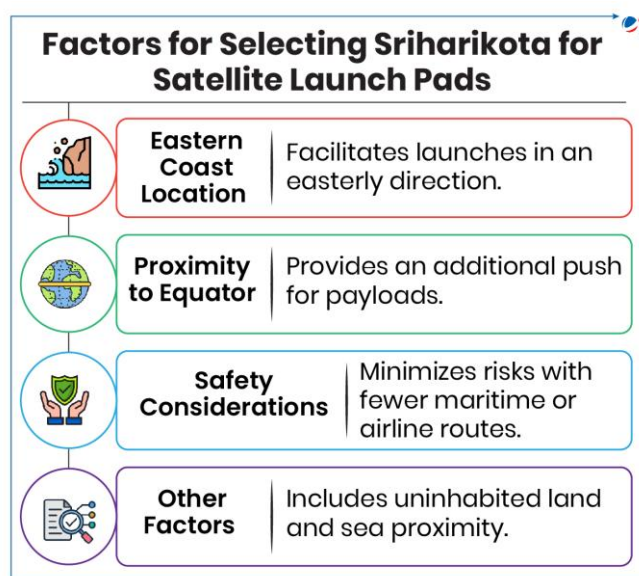 Factors for Selecting Sriharikota for
Satellite Launch Pads
Eastern
Coast
Location
Facilitates launches in an
easterly direction.
Proximity
to Equator
Provides an additional push
for payloads.
Safety
Considerations
Minimizes risks with
fewer maritime or
airline routes.
Other
Factors
Includes uninhabited land
and sea proximity.